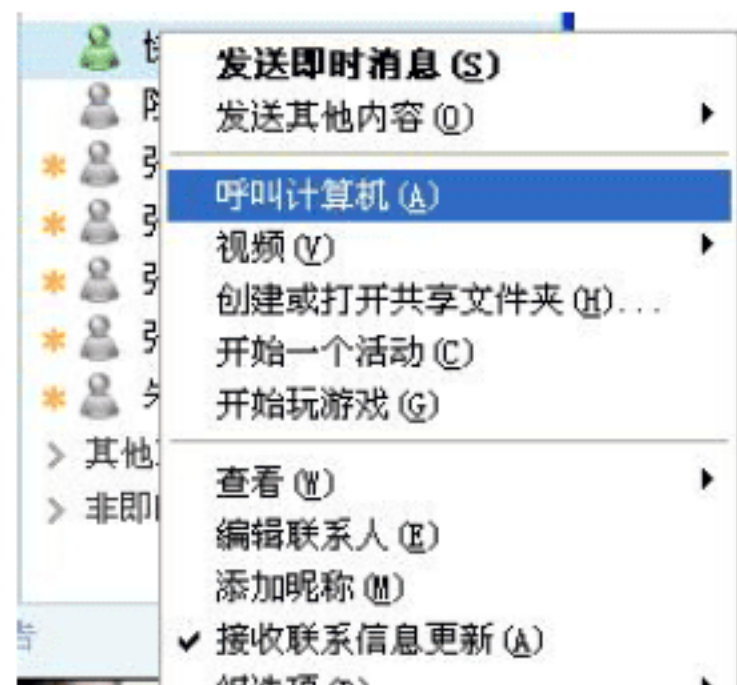 发送即时消息(S)
发送其他内容(O)
呼叫计算机(A)
视频(V)
创建或打开共享文件夹(H)...
开始一个活动(C)
开始玩游戏(G)
其他
查看(W)
非即
编辑联系人(E)
添加昵称(M)
告
接收联系信息更新(A)